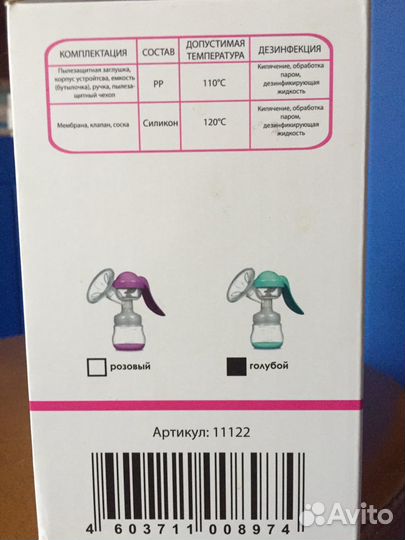 КОМПЛЕКТАЦИЯ СОСТАВ ДОПУСТИМАЯ ТЕМПЕРАТУРА ДЕЗИНФЕКЦИЯ
Пылезащитная заглушка,
корпус устройтсва, емкость
(бутылочка), ручка, пылеза-
щитный чехол
PP
110°C
Кипячение, обработка
паром,
дезинфицирующая
жидкость
Мембрана, клапан, соска
Силикон
120°C
Кипячение, обработка
паром,
дезинфицирующая
жидкость
розовый
голубой
Артикул: 11122
4 603711 008974
Avito